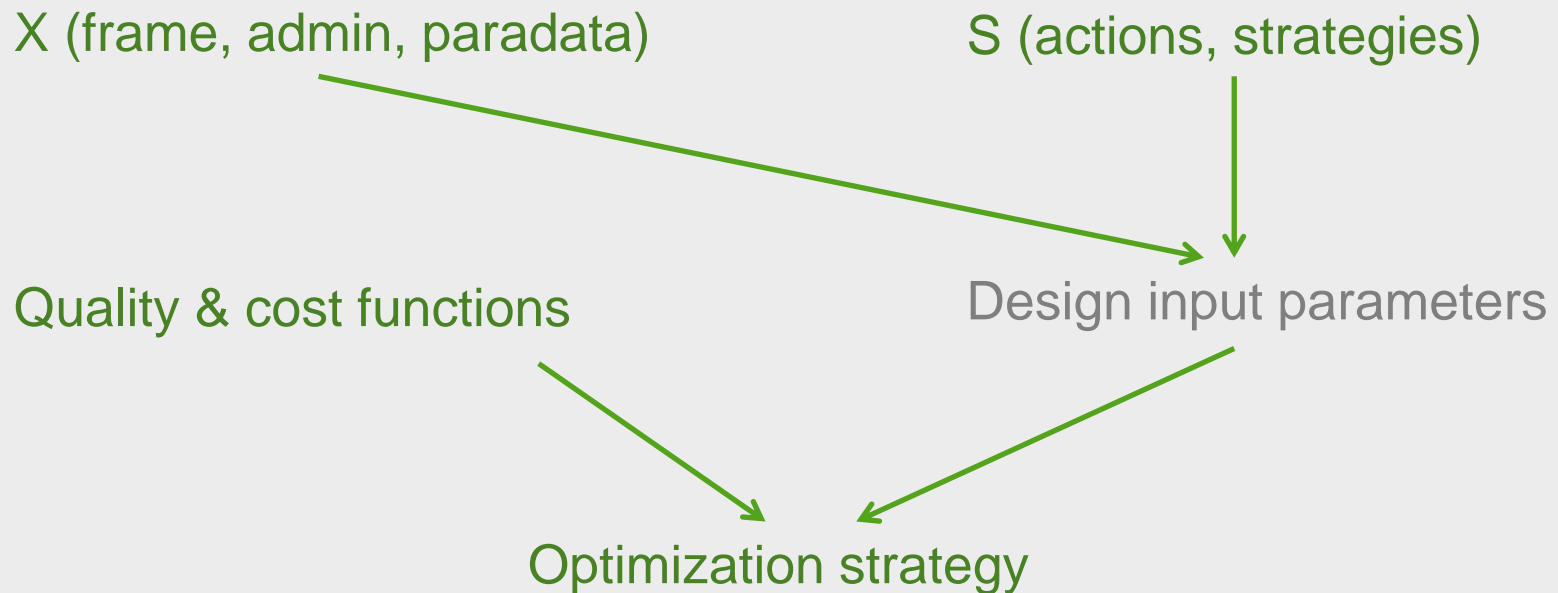 X (frame, admin, paradata)
S (actions, strategies)
Quality & cost functions
Design input parameters
Optimization strategy